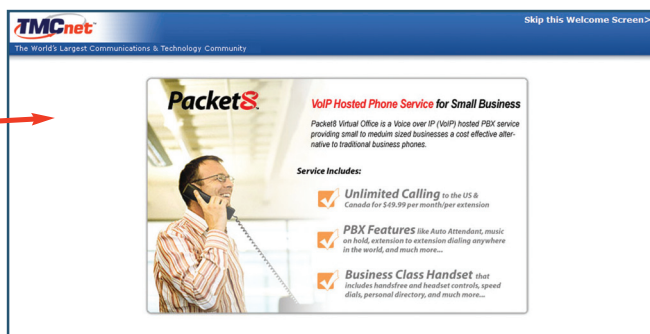 TMCnet
Skip this Welcome Screen>
The World's Largest Communications & Technology Community
Packet8
VoIP Hosted Phone Service for Small Business
Packet8 Virtual Office is a Voice over IP (VoIP) hosted PBX service
providing small to meduim sized businesses a cost effective alter-
native to traditional business phones.
Service Includes:
Unlimited Calling to the US &
Canada for $49.99 per month/per extension
PBX Features like Auto Attendant, music
on hold, extension to extension dialing anywhere
in the world, and much more...
Business Class Handset that
includes handsfree and headset controls, speed
dials, personal directory, and much more...